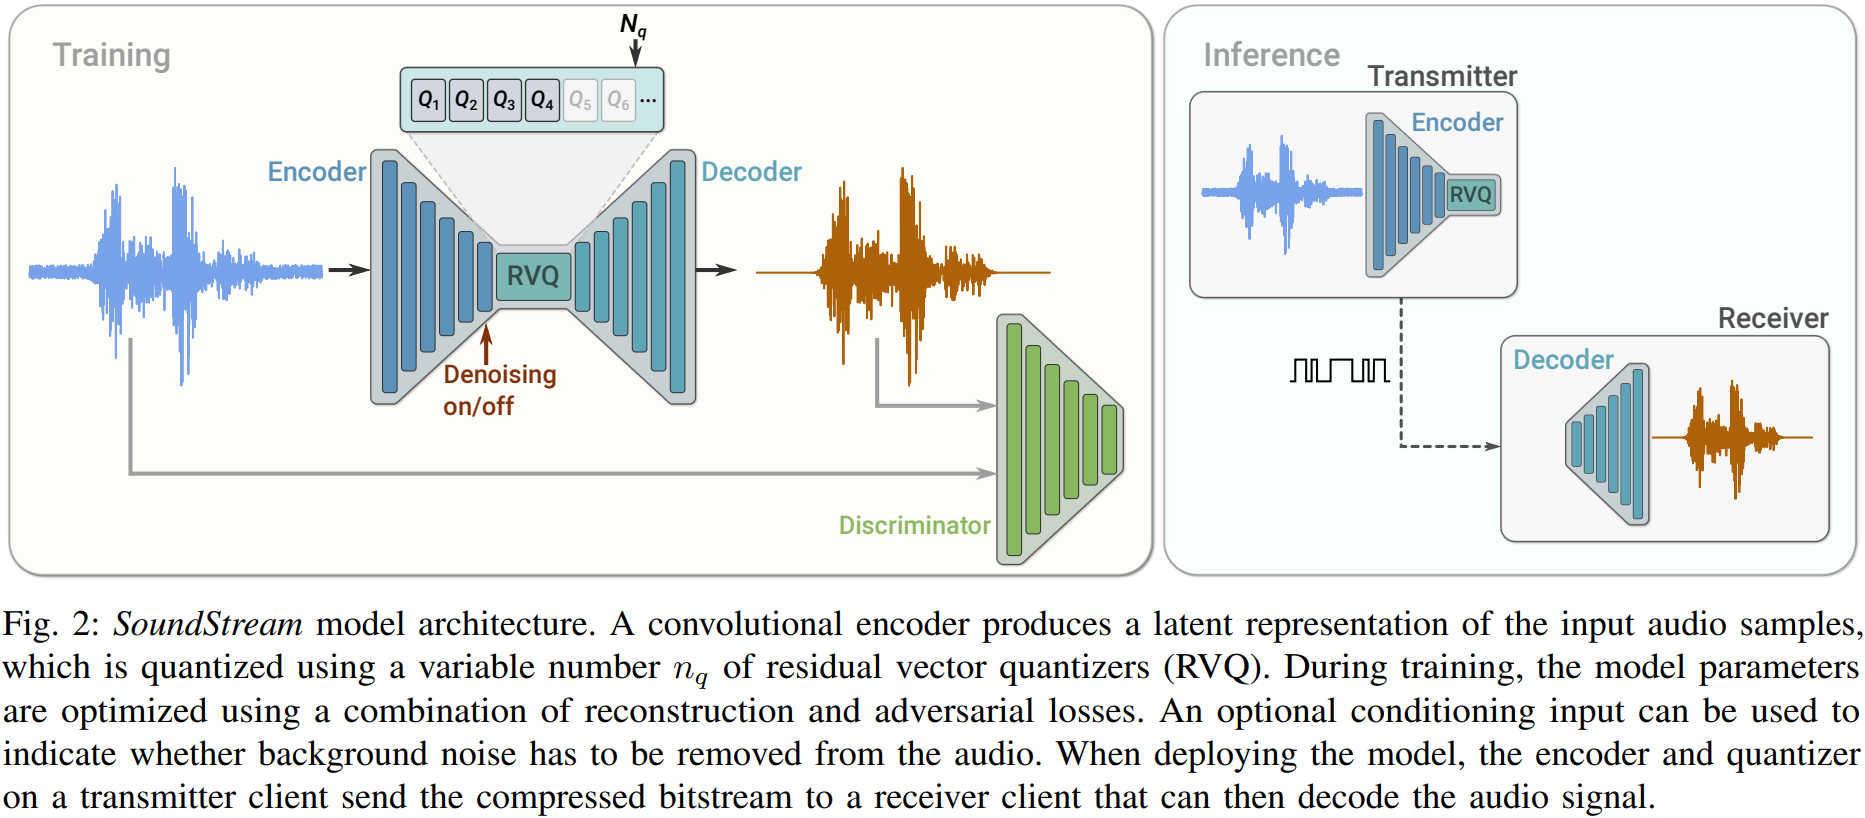 Training
N_q
Q_1 Q_2 Q_3 Q_4 Q_5 Q_6 ...
Encoder
Decoder
RVQ
Denoising
on/off
Discriminator
Inference
Transmitter
Encoder
RVQ
Receiver
Decoder
Fig. 2: SoundStream model architecture. A convolutional encoder produces a latent representation of the input audio samples,
which is quantized using a variable number n_q of residual vector quantizers (RVQ). During training, the model parameters
are optimized using a combination of reconstruction and adversarial losses. An optional conditioning input can be used to
indicate whether background noise has to be removed from the audio. When deploying the model, the encoder and quantizer
on a transmitter client send the compressed bitstream to a receiver client that can then decode the audio signal.